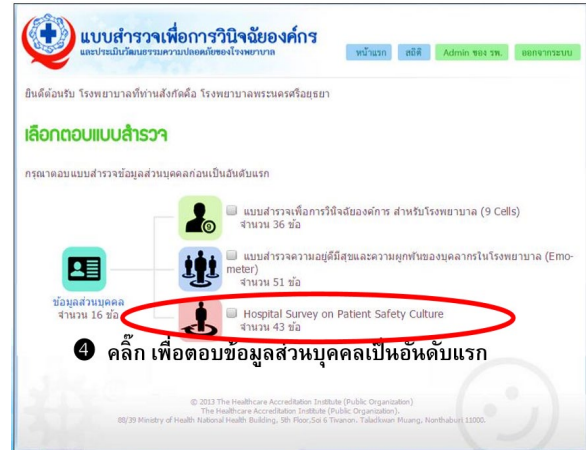 แบบสำรวจเพื่อการวินิจฉัยองค์กร
และประเมินวัฒนธรรมความปลอดภัยของโรงพยาบาล
หน้าแรก สถิติ Admin ของ รพ. ออกจากระบบ
ยินดีต้อนรับ โรงพยาบาลที่ท่านสังกัดคือ โรงพยาบาลพระนครศรีอยุธยา
เลือกตอบแบบสำรวจ
กรุณาตอบแบบสำรวจข้อมูลส่วนบุคคลก่อนเป็นอันดับแรก
9
แบบสำรวจเพื่อการวินิจฉัยองค์การ สำหรับโรงพยาบาล (9 Cells)
จำนวน 36 ข้อ
แบบสำรวจความอยู่ดีมีสุขและความผูกพันของบุคลากรในโรงพยาบาล (Emo-
meter)
จำนวน 51 ข้อ
ข้อมูลส่วนบุคคล
จำนวน 16 ข้อ
Hospital Survey on Patient Safety Culture
จำนวน 43 ข้อ
4 คลิ๊ก เพื่อตอบข้อมูลส่วนบุคคลเป็นอันดับแรก
© 2013 The Healthcare Accreditation Institute (Public Organization)
The Healthcare Accreditation Institute (Public Organization).
88/39 Ministry of Health National Health Building, 5th Floor,Soi 6 Tivanon. Taladkwan Muang, Nonthaburi 11000.